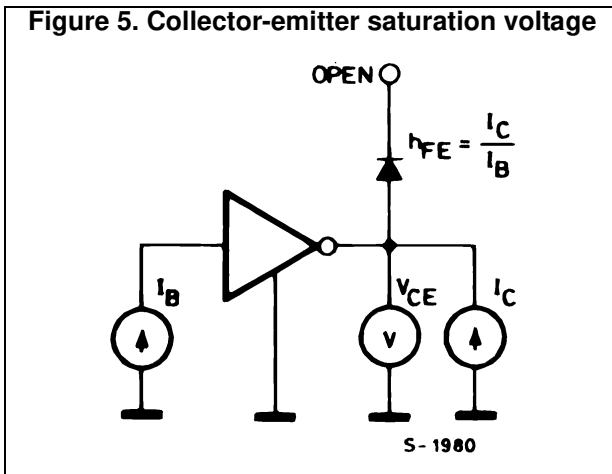 Figure 5. Collector-emitter saturation voltage
OPEN
hFE = IC
IB
IB
VCE
IC
V
S-1980